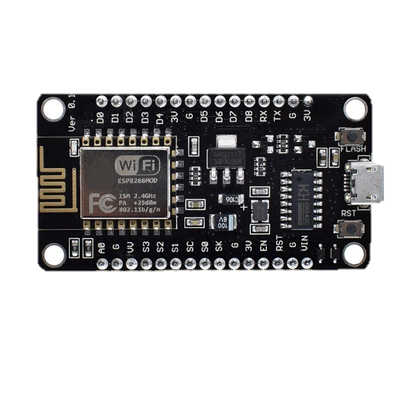 Ver 0.1
D0 D1 D2 D3 D4 3V G D5 D6 D7 D8 RX TX G 3V
FLASH
WiFi
ESP8266MOD
FC ISM 2.4GHz
PA +25dBm
802.11b/g/n
RST
A0 G VV S3 S2 S1 SC S0 SK G 3V EN RST G VIN